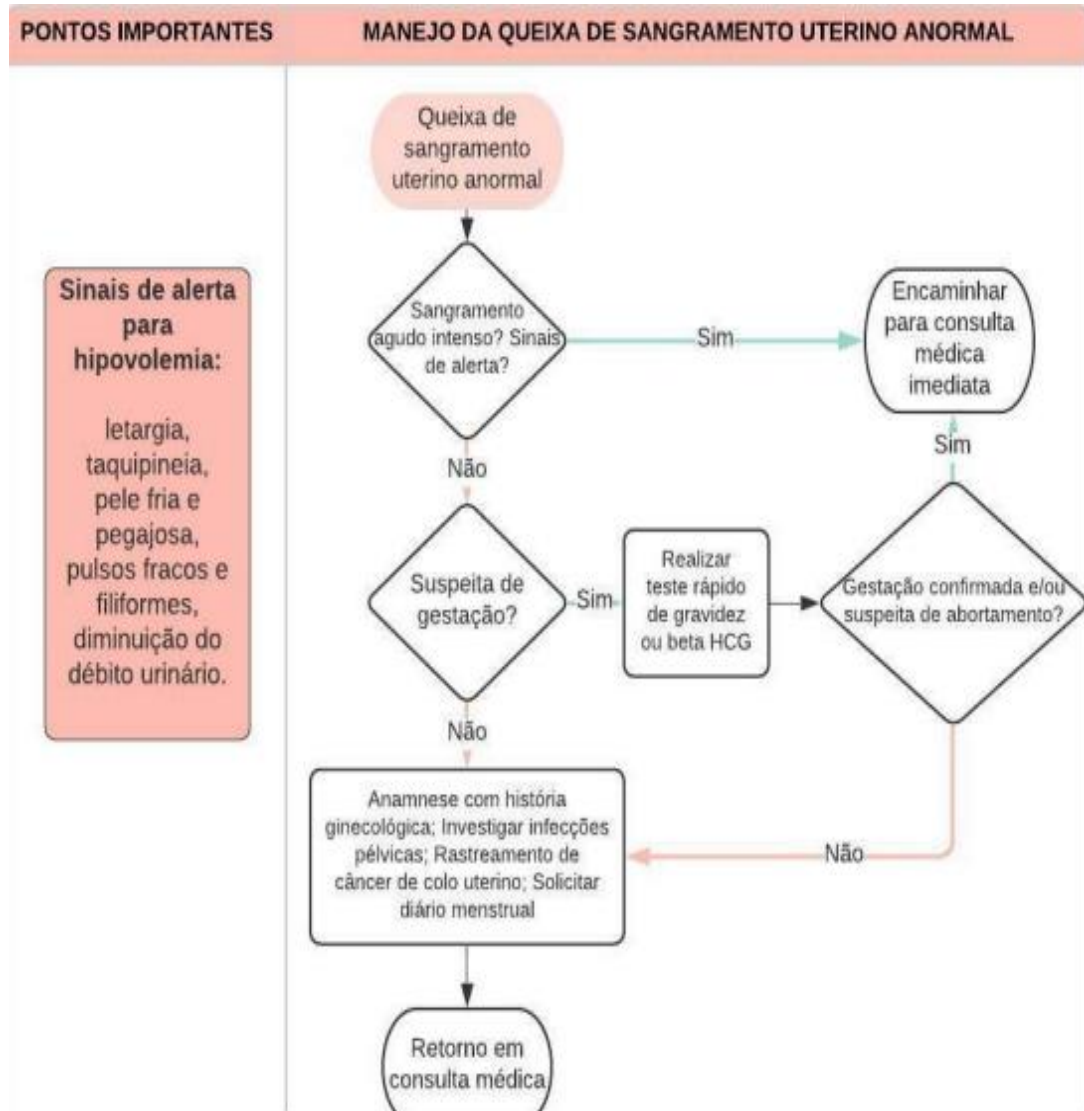 PONTOS IMPORTANTES
MANEJO DA QUEIXA DE SANGRAMENTO UTERINO ANORMAL
Queixa de
sangramento
uterino anormal
Sinais de alerta
para
hipovolemia:
letargia,
taquipineia,
pele fria e
pegajosa,
pulsos fracos e
filiformes,
diminuição do
débito urinário.
Sangramento
agudo intenso? Sinais
de alerta?
Sim
Encaminhar
para consulta
médica
imediata
Não
Sim
Suspeita de
gestação?
Sim
Realizar
teste rápido
de gravidez
ou beta HCG
Gestação confirmada e/ou
suspeita de abortamento?
Não
Anamnese com história
ginecológica; Investigar infecções
pélvicas; Rastreamento de
câncer de colo uterino; Solicitar
diário menstrual
Não
Retorno em
consulta médica